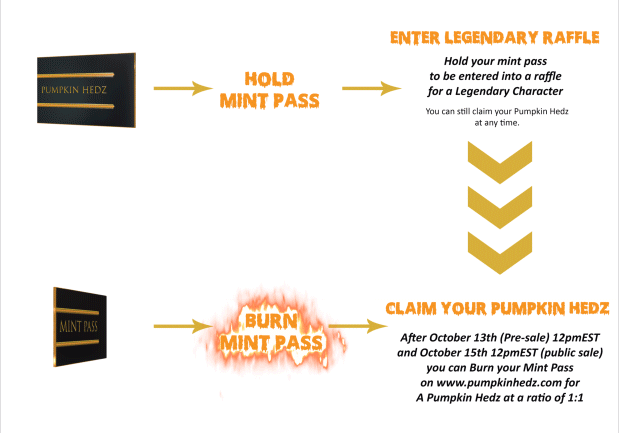 PUMPKIN HEDZ
HOLD
MINT PASS
ENTER LEGENDARY RAFFLE
Hold your mint pass
to be entered into a raffle
for a Legendary Character
You can still claim your Pumpkin Hedz
at any time.
MINT PASS
BURN
MINT PASS
CLAIM YOUR PUMPKIN HEDZ
After October 13th (Pre-sale) 12pmEST
and October 15th 12pmEST (public sale)
you can Burn your Mint Pass
on www.pumpkinhedz.com for
A Pumpkin Hedz at a ratio of 1:1